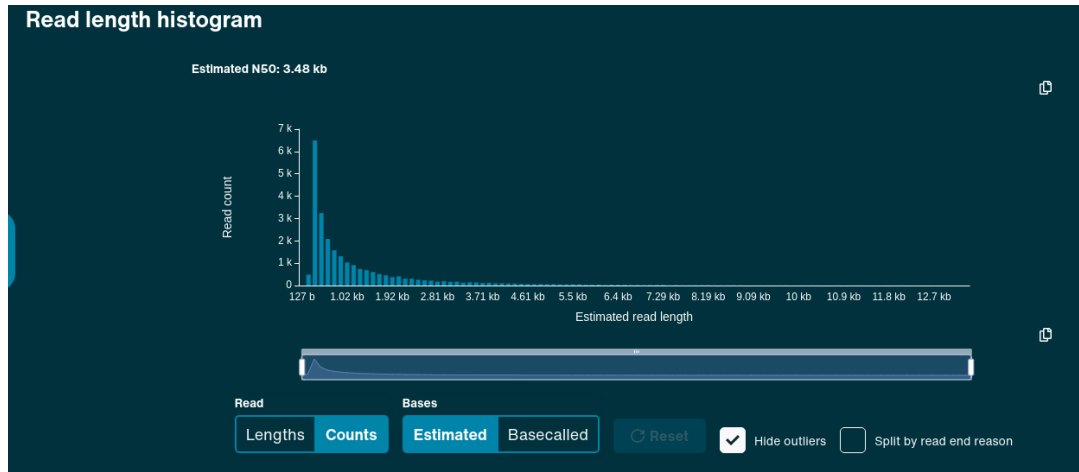 Read length histogram
Estimated N50: 3.48 kb
7 k
6 k
5 k
4 k
3 k
2 k
1 k
0
Read count
127 b 1.02 kb 1.92 kb 2.81 kb 3.71 kb 4.61 kb 5.5 kb 6.4 kb 7.29 kb 8.19 kb 9.09 kb 10 kb 10.9 kb 11.8 kb 12.7 kb
Estimated read length
Read Bases
Lengths Counts Estimated Basecalled Reset Hide outliers Split by read end reason